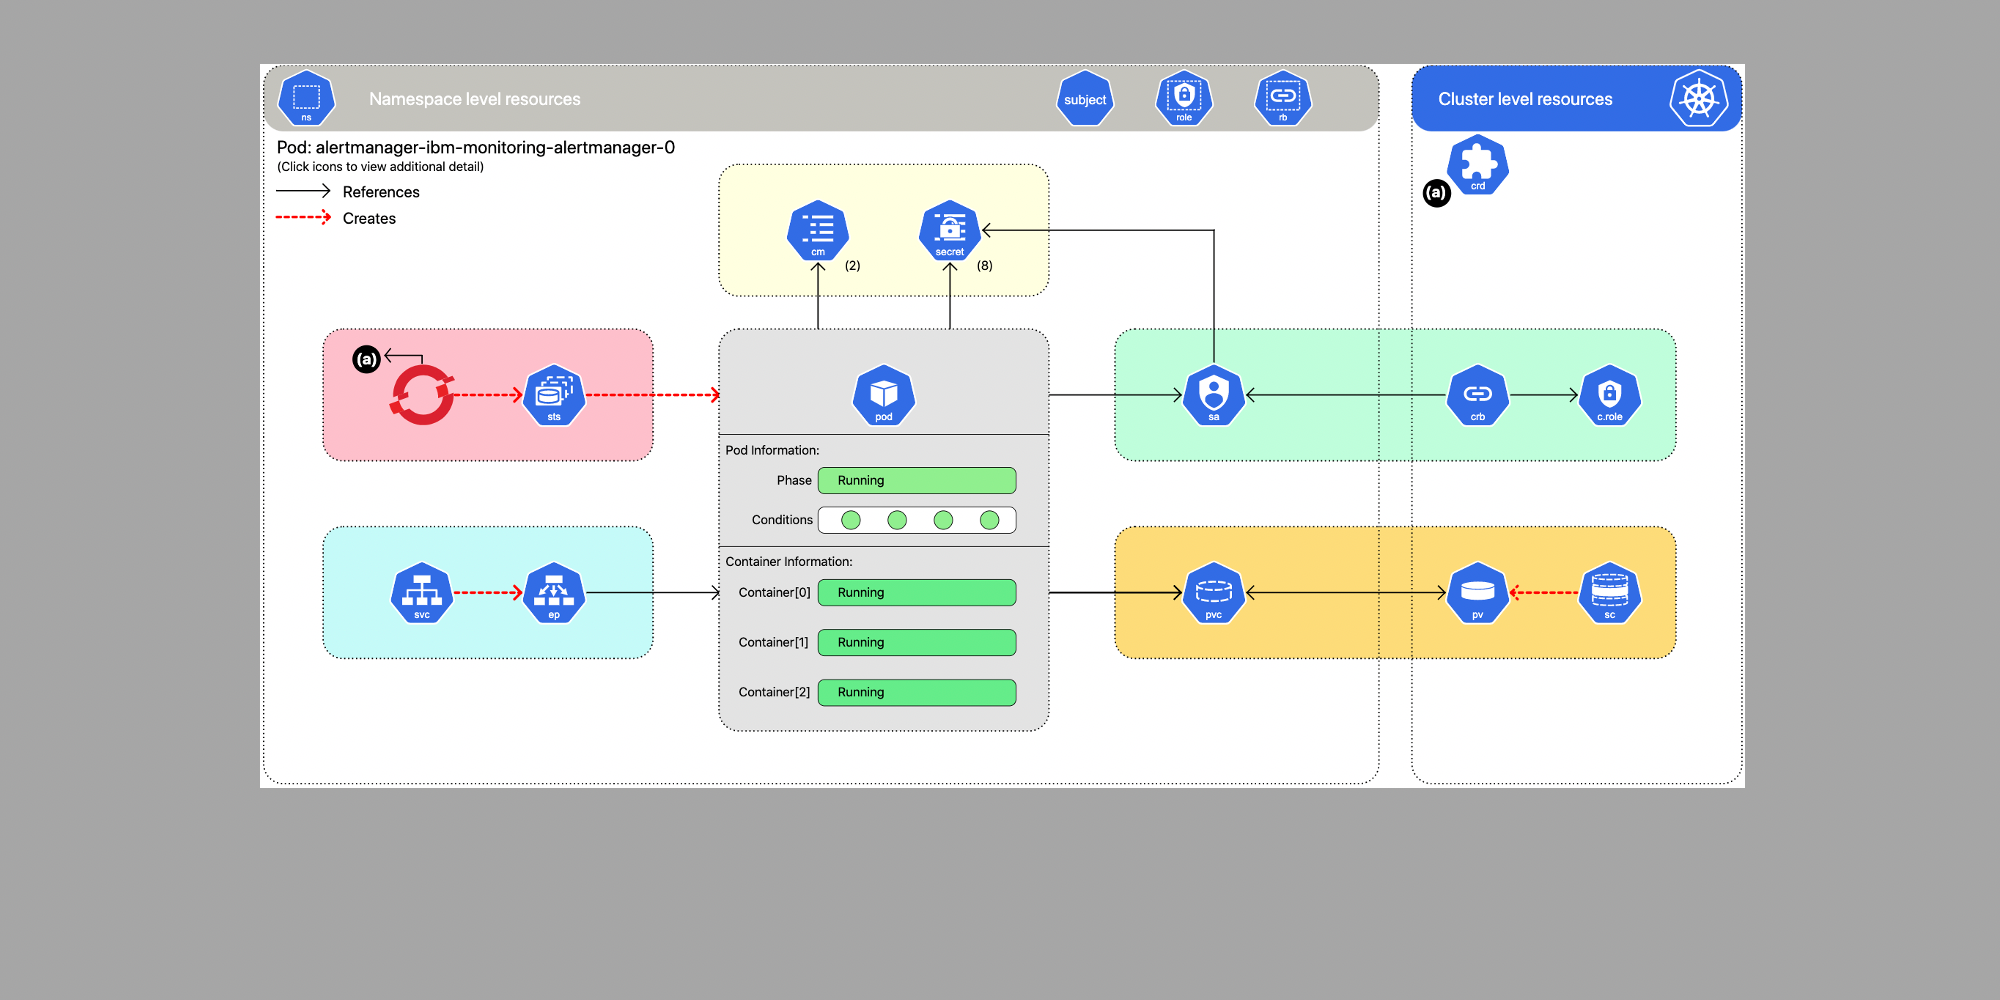 ns
Namespace level resources
subject
role
rb
Cluster level resources
Pod: alertmanager-ibm-monitoring-alertmanager-0
(Click icons to view additional detail)
References
Creates
crd
(a)
cm
(2)
secret
(8)
(a)
sts
pod
sa
crb
c.role
Pod Information:
Phase
Running
Conditions
Container Information:
Container[0]
Running
Container[1]
Running
Container[2]
Running
svc
ep
pvc
pv
sc